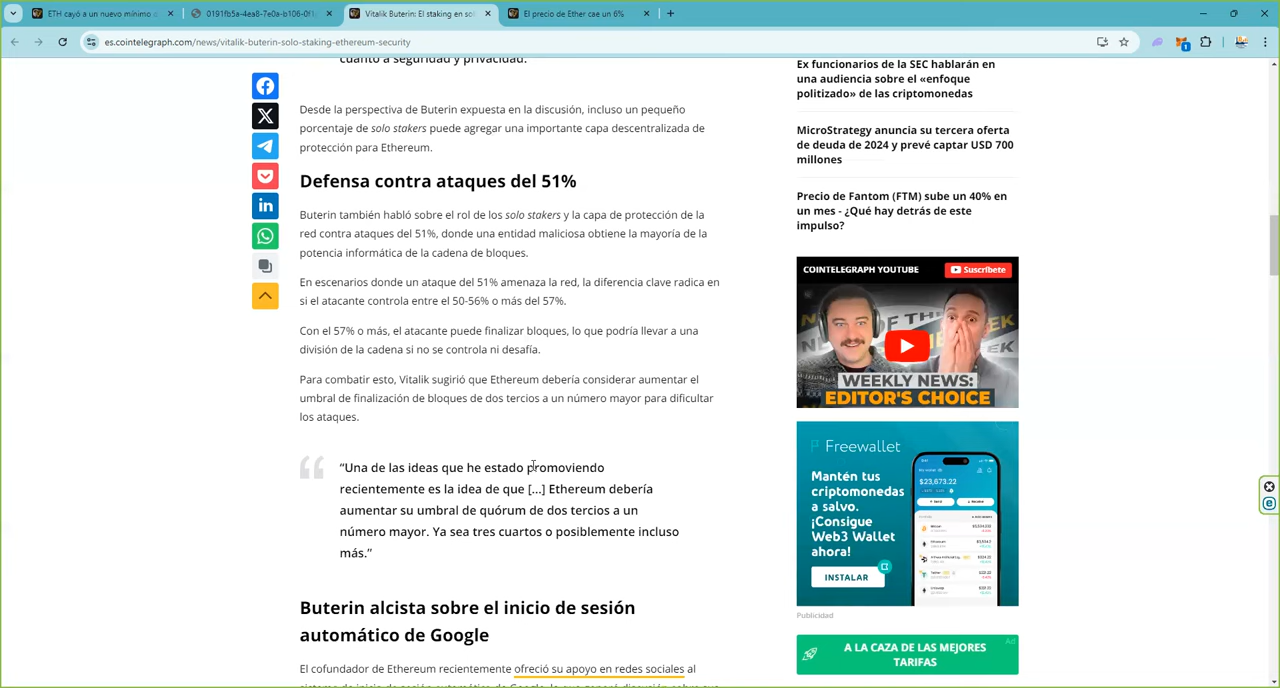 ETH cayó a un nuevo mínimo
0191fb5a-4ea8-7e0a-b106-0f1
Vitalik Buterin: El staking en so
El precio de Ether cae un 6%
es.cointelegraph.com/news/vitalik-buterin-solo-staking-ethereum-security
cuanto a seguridad y privacidad.
Desde la perspectiva de Buterin expuesta en la discusión, incluso un pequeño
porcentaje de solo stakers puede agregar una importante capa descentralizada de
protección para Ethereum.
Defensa contra ataques del 51%
Buterin también habló sobre el rol de los solo stakers y la capa de protección de la
red contra ataques del 51%, donde una entidad maliciosa obtiene la mayoría de la
potencia informática de la cadena de bloques.
En escenarios donde un ataque del 51% amenaza la red, la diferencia clave radica en
si el atacante controla entre el 50-56% o más del 57%.
Con el 57% o más, el atacante puede finalizar bloques, lo que podría llevar a una
división de la cadena si no se controla ni desafía.
Para combatir esto, Vitalik sugirió que Ethereum debería considerar aumentar el
umbral de finalización de bloques de dos tercios a un número mayor para dificultar
los ataques.
“Una de las ideas que he estado promoviendo
recientemente es la idea de que [...] Ethereum debería
aumentar su umbral de quórum de dos tercios a un
número mayor. Ya sea tres cuartos o posiblemente incluso
más.”
Buterin alcista sobre el inicio de sesión
automático de Google
El cofundador de Ethereum recientemente ofreció su apoyo en redes sociales al
Ex funcionarios de la SEC hablarán en
una audiencia sobre el «enfoque
politizado» de las criptomonedas
MicroStrategy anuncia su tercera oferta
de deuda de 2024 y prevé captar USD 700
millones
Precio de Fantom (FTM) sube un 40% en
un mes - ¿Qué hay detrás de este
impulso?
COINTELEGRAPH YOUTUBE
Suscríbete
WEEKLY NEWS:
EDITOR'S CHOICE
Freewallet
Mantén tus
criptomonedas
a salvo.
¡Consigue
Web3 Wallet
ahora!
INSTALAR
$23,673.22
Publicidad
Ad
A LA CAZA DE LAS MEJORES
TARIFAS